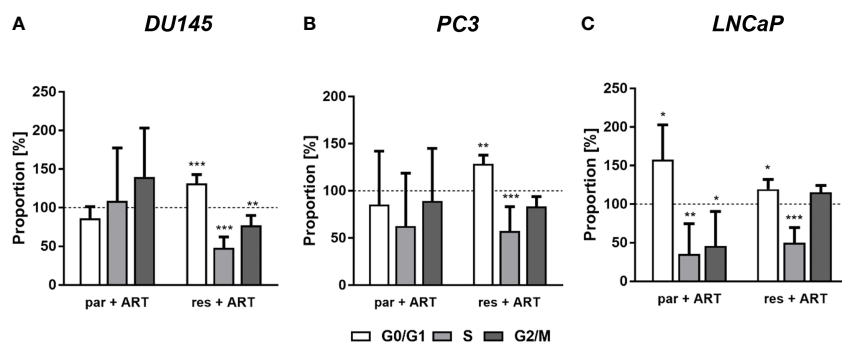 A DU145
B PC3
C LNCaP
Proportion [%]
250
200
150
100
50
0
***
***
**
par + ART
res + ART
Proportion [%]
200
150
100
50
0
**
***
par + ART
res + ART
Proportion [%]
250
200
150
100
50
0
*
**
*
*
***
par + ART
res + ART
G0/G1 S G2/M